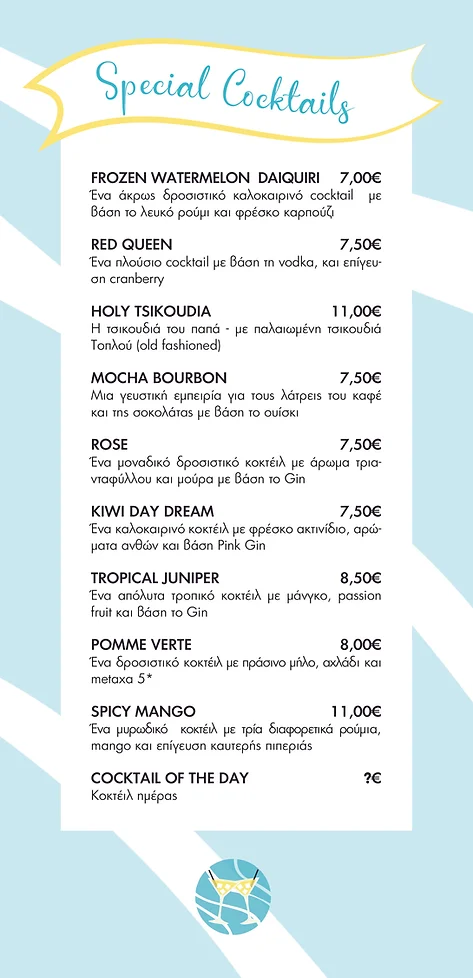 Special Cocktails
FROZEN WATERMELON DAIQUIRI 7,00€
Ένα άκρως δροσιστικό καλοκαιρινό cocktail με
βάση το λευκό ρούμι και φρέσκο καρπούζι
RED QUEEN 7,50€
Ένα πλούσιο cocktail με βάση τη vodka, και επίγευ-
ση cranberry
HOLY TSIKOUDIA 11,00€
Η τσικουδιά του παπά - με παλαιωμένη τσικουδιά
Τοπλού (old fashioned)
MOCHA BOURBON 7,50€
Μια γευστική εμπειρία για τους λάτρεις του καφέ
και της σοκολάτας με βάση το ουίσκι
ROSE 7,50€
Ένα μοναδικό δροσιστικό κοκτέιλ με άρωμα τρια-
νταφύλλου και μούρα με βάση το Gin
KIWI DAY DREAM 7,50€
Ένα καλοκαιρινό κοκτέιλ με φρέσκο ακτινίδιο, αρώ-
ματα ανθών και βάση Pink Gin
TROPICAL JUNIPER 8,50€
Ένα απόλυτα τροπικό κοκτέιλ με μάνγκο, passion
fruit και βάση το Gin
POMME VERTE 8,00€
Ένα δροσιστικό κοκτέιλ με πράσινο μήλο, αχλάδι και
metaxa 5*
SPICY MANGO 11,00€
Ένα μυρωδικό κοκτέιλ με τρία διαφορετικά ρούμια,
mango και επίγευση καυτερής πιπεριάς
COCKTAIL OF THE DAY ?€
Κοκτέιλ ημέρας